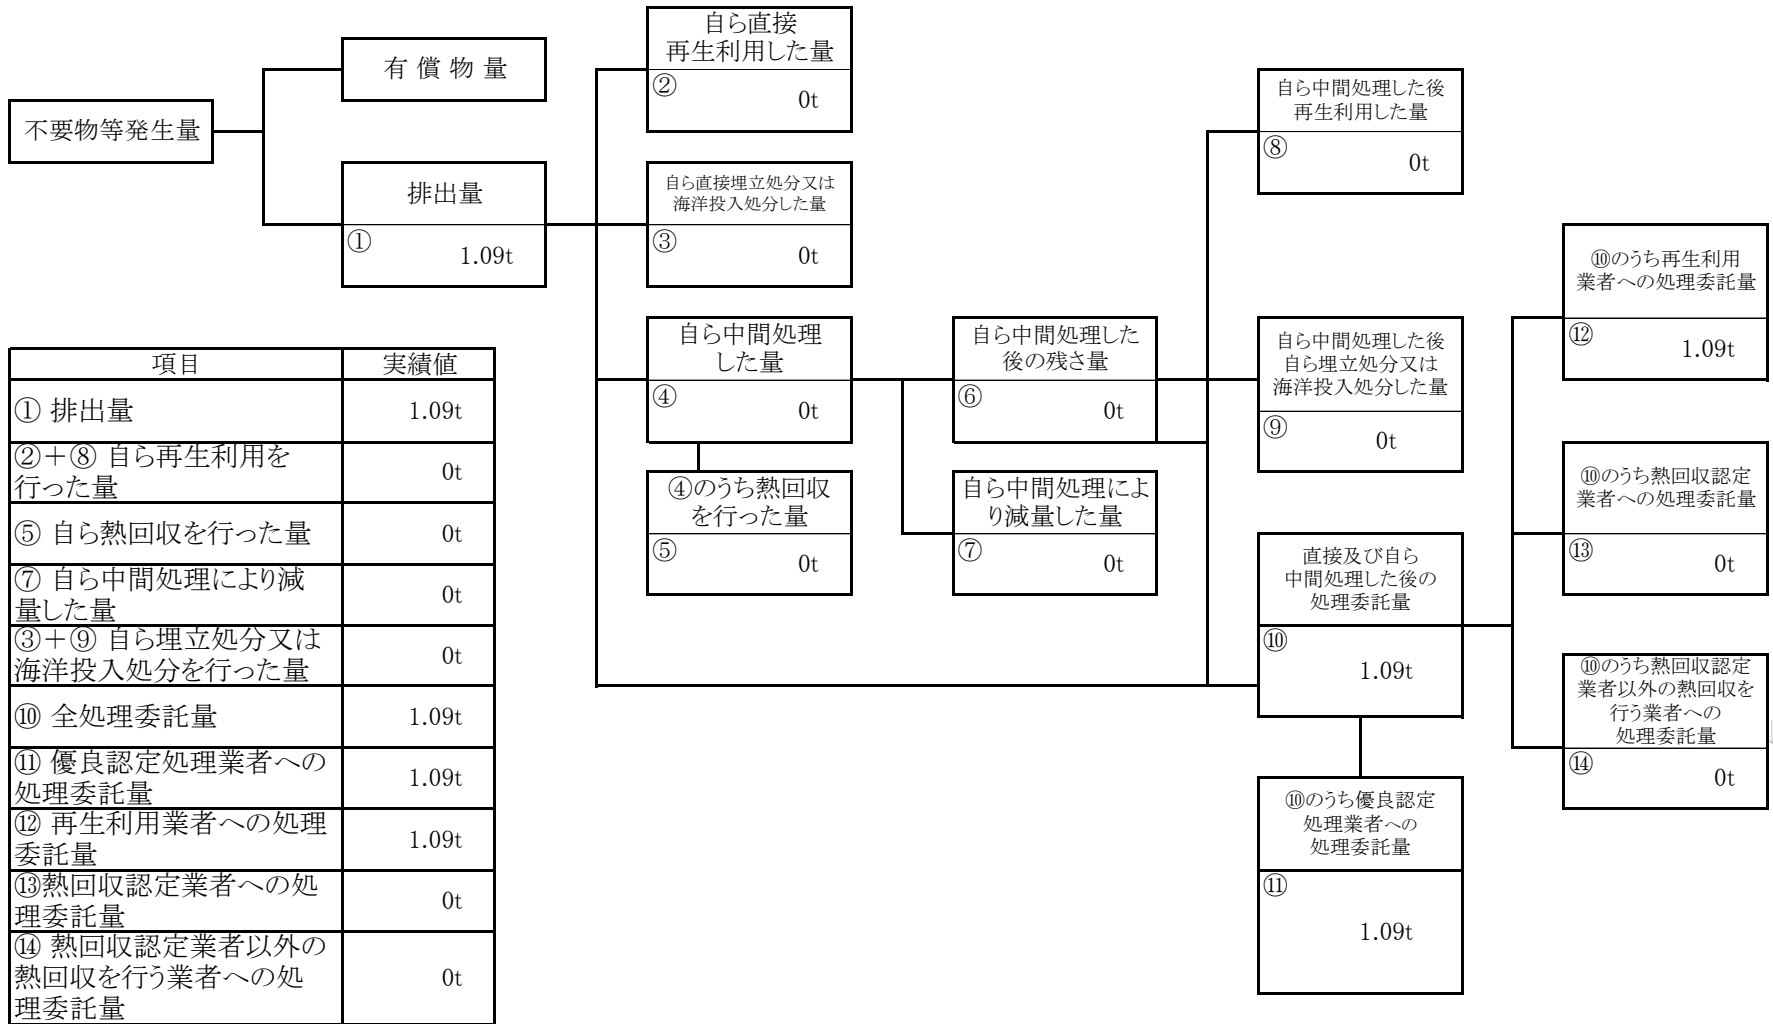 不要物等発生量
有 償 物 量
排出量
①
1.09t
自ら直接
再生利用した量
②
0t
自ら直接埋立処分又は
海洋投入処分した量
③
0t
自ら中間処理
した量
④
0t
④のうち熱回収
を行った量
⑤
0t
自ら中間処理した
後の残さ量
⑥
0t
自ら中間処理によ
り減量した量
⑦
0t
自ら中間処理した後
再生利用した量
⑧
0t
自ら中間処理した後
自ら埋立処分又は
海洋投入処分した量
⑨
0t
直接及び自ら
中間処理した後の
処理委託量
⑩
1.09t
⑩のうち優良認定
処理業者への
処理委託量
⑪
1.09t
⑩のうち再生利用
業者への処理委託量
⑫
1.09t
⑩のうち熱回収認定
業者への処理委託量
⑬
0t
⑩のうち熱回収認定
業者以外の熱回収を
行う業者への
処理委託量
⑭
0t
項目 実績値
① 排出量 1.09t
②＋⑧ 自ら再生利用を
行った量 0t
⑤ 自ら熱回収を行った量 0t
⑦ 自ら中間処理により減
量した量 0t
③＋⑨ 自ら埋立処分又は
海洋投入処分を行った量 0t
⑩ 全処理委託量 1.09t
⑪ 優良認定処理業者への
処理委託量 1.09t
⑫ 再生利用業者への処理
委託量 1.09t
⑬熱回収認定業者への処
理委託量 0t
⑭ 熱回収認定業者以外の
熱回収を行う業者への処
理委託量 0t